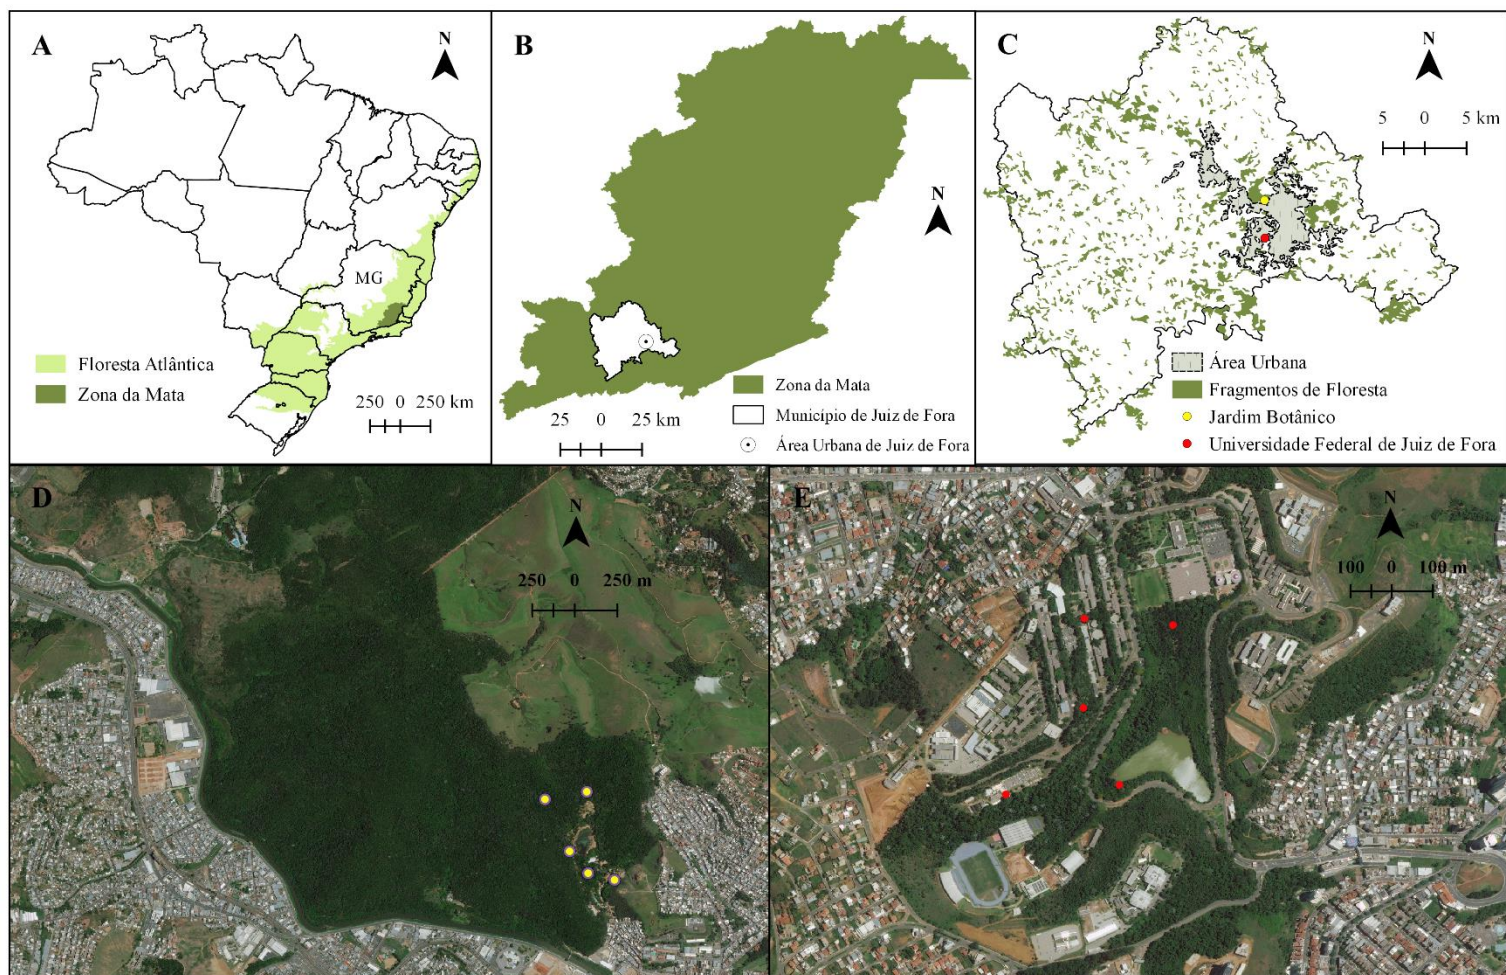 A
N
MG
Floresta Atlântica
Zona da Mata
250 0 250 km
B
N
Zona da Mata
Município de Juiz de Fora
Área Urbana de Juiz de Fora
25 0 25 km
C
N
5 0 5 km
Área Urbana
Fragmentos de Floresta
Jardim Botânico
Universidade Federal de Juiz de Fora
D
N
250 0 250 m
E
N
100 0 100 m